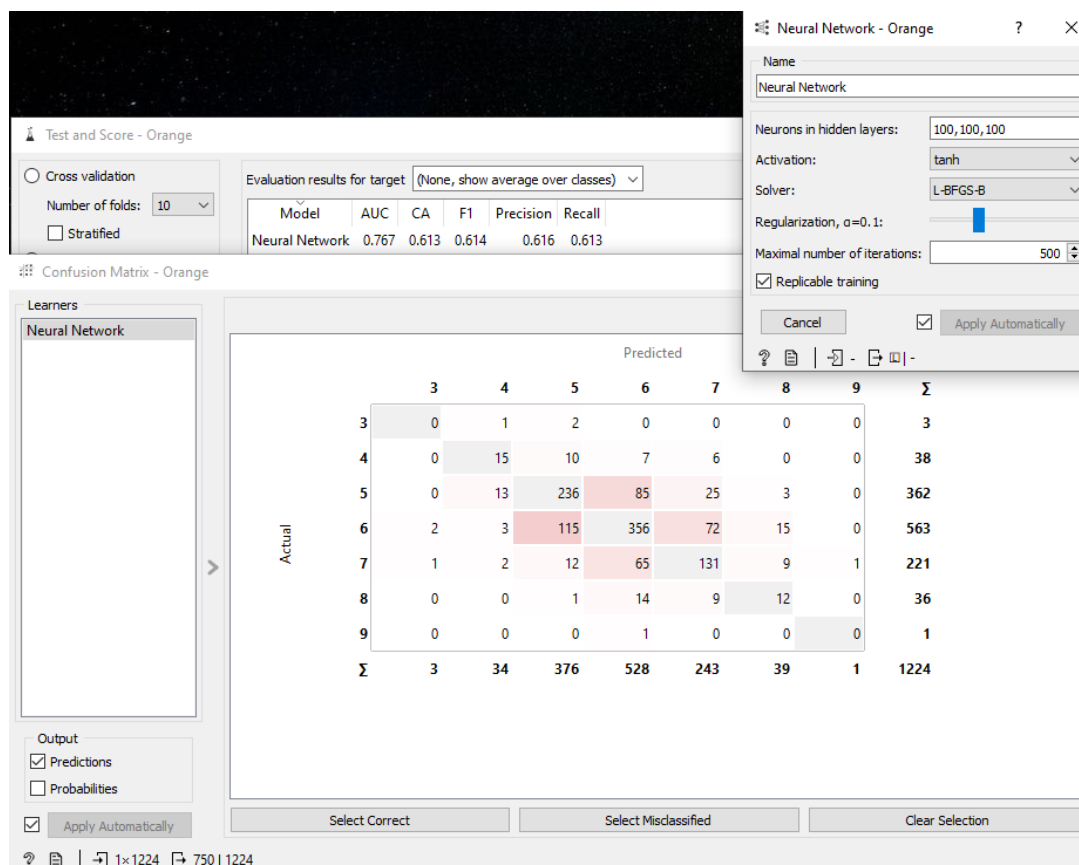 Neural Network - Orange ? X
Name
Neural Network
Neurons in hidden layers: 100,100,100
Activation: tanh
Solver: L-BFGS-B
Regularization, α=0.1:
Maximal number of iterations: 500
Replicable training
Cancel Apply Automatically
? | - | -
Test and Score - Orange
Cross validation
Number of folds: 10
Stratified
Evaluation results for target (None, show average over classes)
Model AUC CA F1 Precision Recall
Neural Network 0.767 0.613 0.614 0.616 0.613
Confusion Matrix - Orange
Learners
Neural Network
Predicted
3 4 5 6 7 8 9 Σ
3 0 1 2 0 0 0 0 3
4 0 15 10 7 6 0 0 38
5 0 13 236 85 25 3 0 362
Actual
6 2 3 115 356 72 15 0 563
7 1 2 12 65 131 9 1 221
8 0 0 1 14 9 12 0 36
9 0 0 0 1 0 0 0 1
Σ 3 34 376 528 243 39 1 1224
Output
Predictions
Probabilities
Apply Automatically
Select Correct Select Misclassified Clear Selection
? | 1×1224 750 | 1224